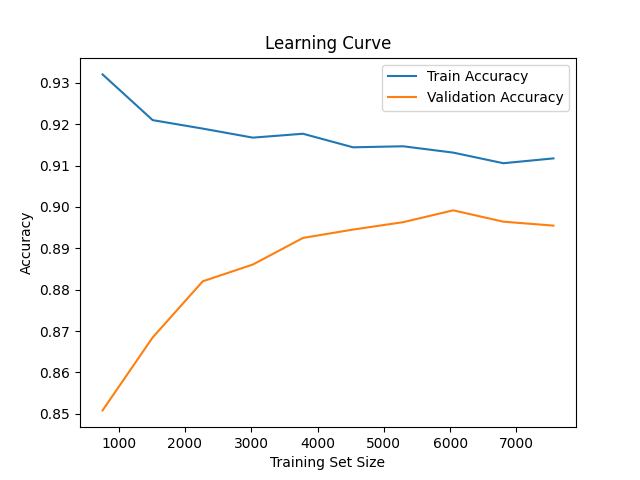 Learning Curve
Train Accuracy
Validation Accuracy
0.93
0.92
0.91
0.90
0.89
0.88
0.87
0.86
0.85
Accuracy
1000 2000 3000 4000 5000 6000 7000
Training Set Size